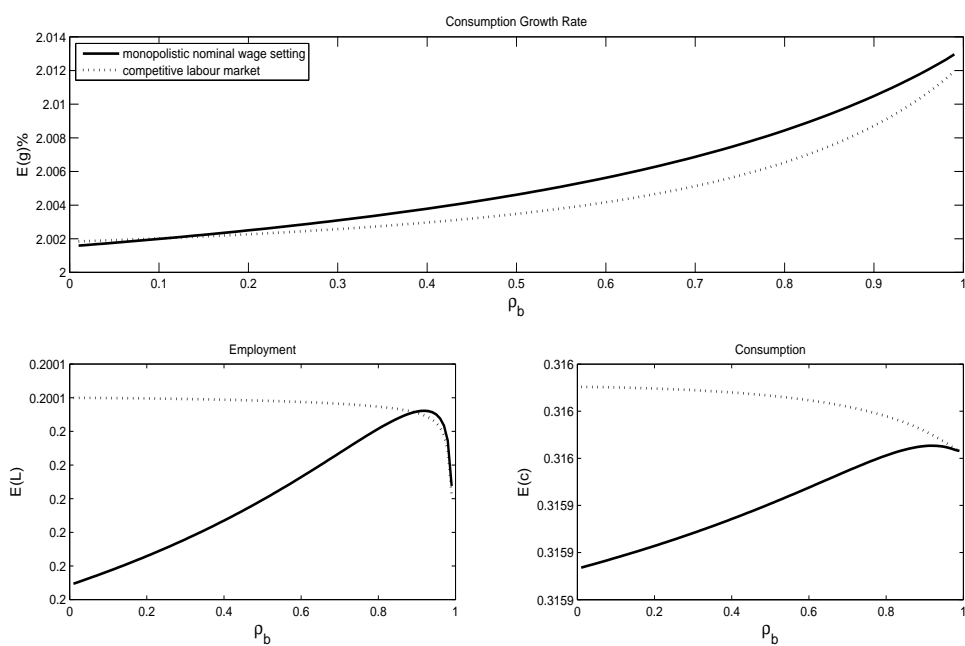 Consumption Growth Rate
2.014
2.012
2.01
2.008
2.006
2.004
2.002
2
E(g)%
monopolistic nominal wage setting
competitive labour market
0 0.1 0.2 0.3 0.4 0.5 0.6 0.7 0.8 0.9 1
ρ_b
Employment
0.2001
0.2001
0.2
0.2
0.2
0.2
0.2
0.2
E(L)
0 0.2 0.4 0.6 0.8 1
ρ_b
Consumption
0.316
0.316
0.316
0.3159
0.3159
0.3159
E(c)
0 0.2 0.4 0.6 0.8 1
ρ_b